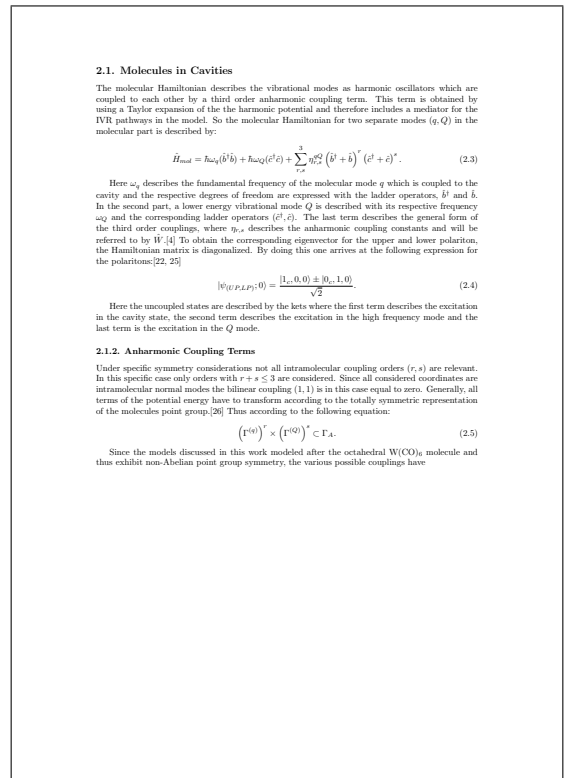 2.1. Molecules in Cavities
The molecular Hamiltonian describes the vibrational modes as harmonic oscillators which are
coupled to each other by a third order anharmonic coupling term. This term is obtained by
using a Taylor expansion of the the harmonic potential and therefore includes a mediator for the
IVR pathways in the model. So the molecular Hamiltonian for two separate modes (q, Q) in the
molecular part is described by:
Ĥ_mol = ħω_q(b̂†b̂) + ħω_Q(ĉ†ĉ) + ∑_{r,s}^{3} η_{r,s}^{qQ} (b̂† + b̂)^r (ĉ† + ĉ)^s . (2.3)
Here ω_q describes the fundamental frequency of the molecular mode q which is coupled to the
cavity and the respective degrees of freedom are expressed with the ladder operators, b̂† and b̂.
In the second part, a lower energy vibrational mode Q is described with its respective frequency
ω_Q and the corresponding ladder operators (ĉ†, ĉ). The last term describes the general form of
the third order couplings, where η_{r,s} describes the anharmonic coupling constants and will be
referred to by Ŵ.[4] To obtain the corresponding eigenvector for the upper and lower polariton,
the Hamiltonian matrix is diagonalized. By doing this one arrives at the following expression for
the polaritons:[22, 25]
|ψ_(UP,LP); 0⟩ = (|1_c, 0, 0⟩ ± |0_c, 1, 0⟩)/√2. (2.4)
Here the uncoupled states are described by the kets where the first term describes the excitation
in the cavity state, the second term describes the excitation in the high frequency mode and the
last term is the excitation in the Q mode.
2.1.2. Anharmonic Coupling Terms
Under specific symmetry considerations not all intramolecular coupling orders (r, s) are relevant.
In this specific case only orders with r + s ≤ 3 are considered. Since all considered coordinates are
intramolecular normal modes the bilinear coupling (1, 1) is in this case equal to zero. Generally, all
terms of the potential energy have to transform according to the totally symmetric representation
of the molecules point group.[26] Thus according to the following equation:
(Γ^(q))^r × (Γ^(Q))^s ⊂ Γ_A. (2.5)
Since the models discussed in this work modeled after the octahedral W(CO)₆ molecule and
thus exhibit non-Abelian point group symmetry, the various possible couplings have